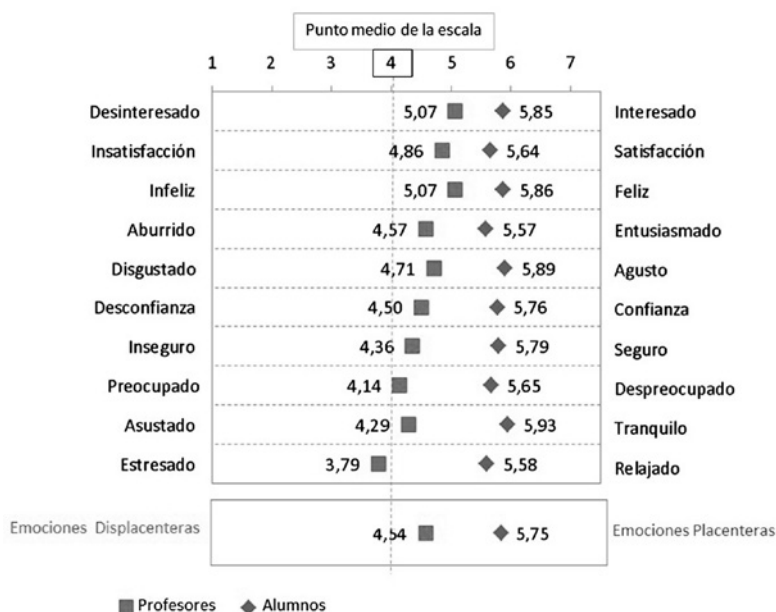 Punto medio de la escala
1 2 3 4 5 6 7
Desinteresado 5,07 5,85 Interesado
Insatisfacción 4,86 5,64 Satisfacción
Infeliz 5,07 5,86 Feliz
Aburrido 4,57 5,57 Entusiasmado
Disgustado 4,71 5,89 Agusto
Desconfianza 4,50 5,76 Confianza
Inseguro 4,36 5,79 Seguro
Preocupado 4,14 5,65 Despreocupado
Asustado 4,29 5,93 Tranquilo
Estresado 3,79 5,58 Relajado
Emociones Displacenteras 4,54 5,75 Emociones Placenteras
Profesores Alumnos